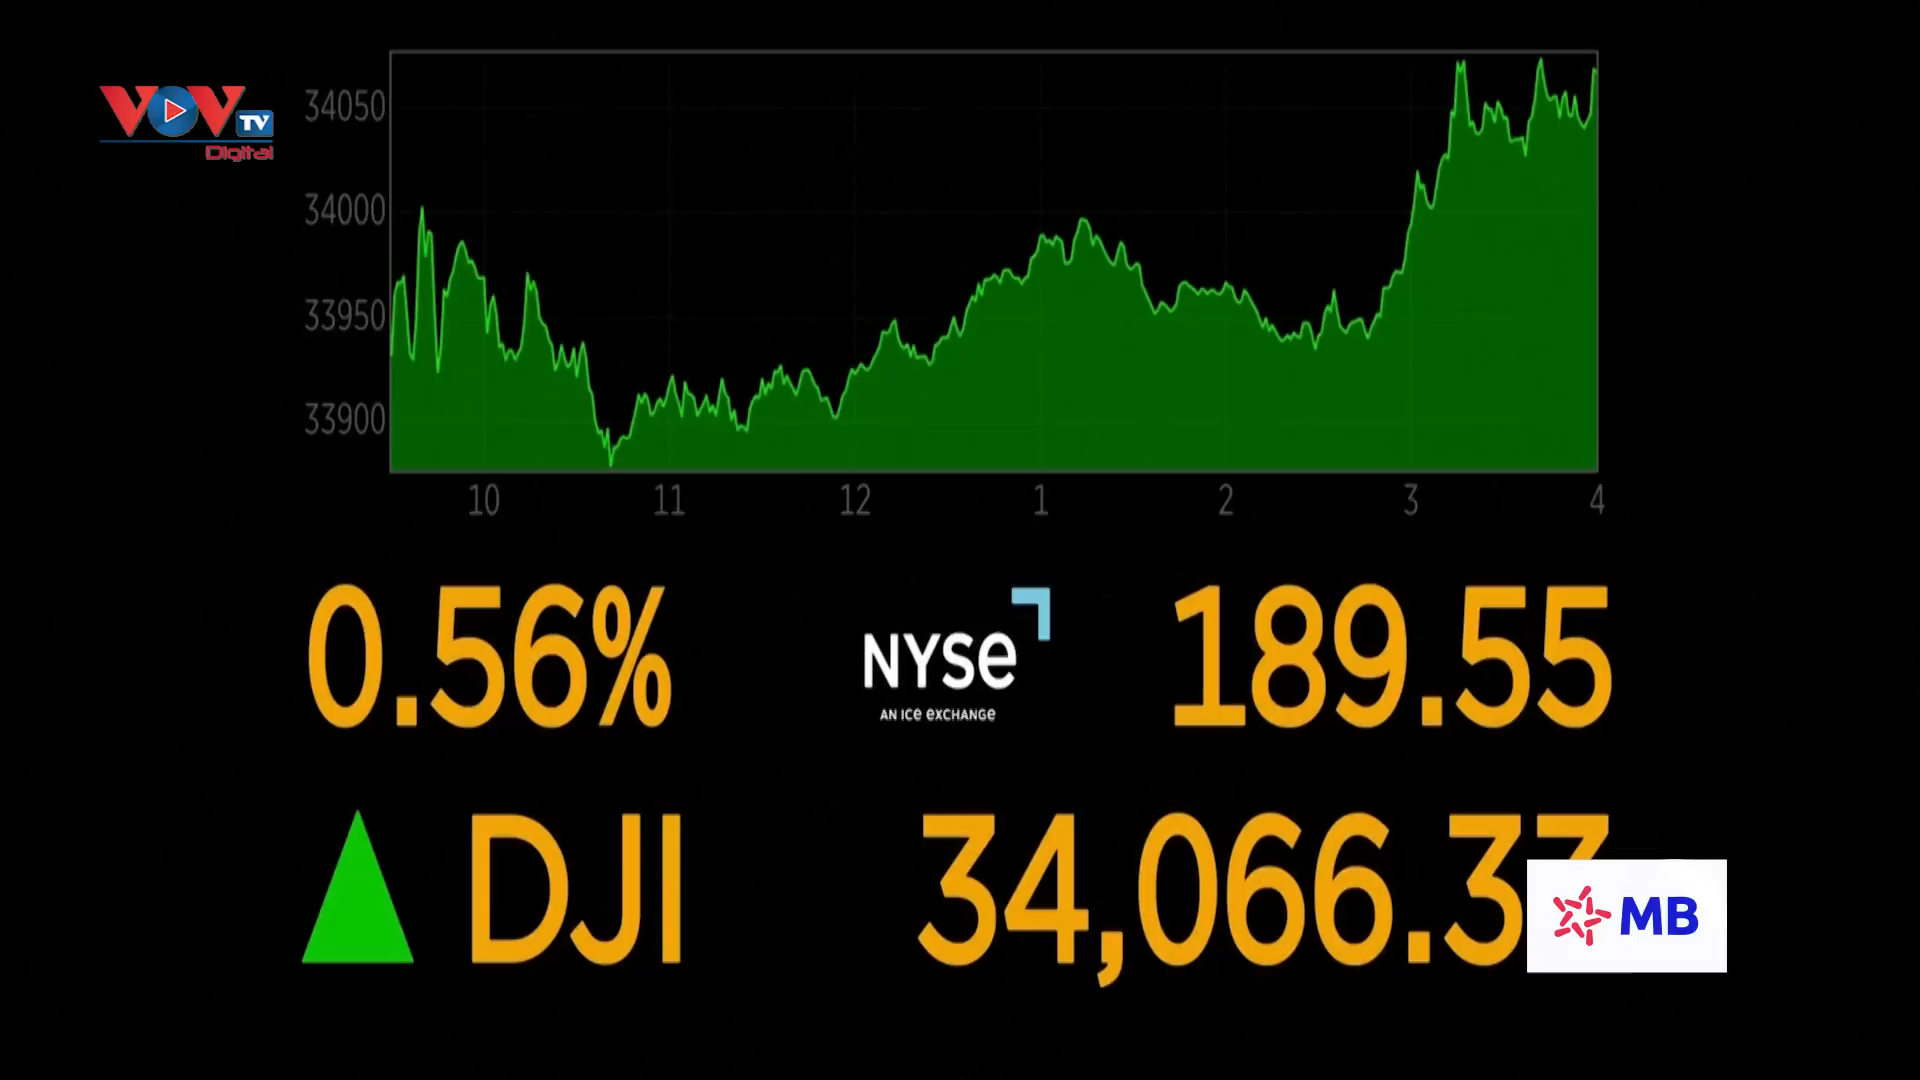 VOV TV
Digital
34050
34000
33950
33900
10 11 12 1 2 3 4
0.56%
NYSE
AN ICE EXCHANGE
189.55
DJI
34,066.3
MB